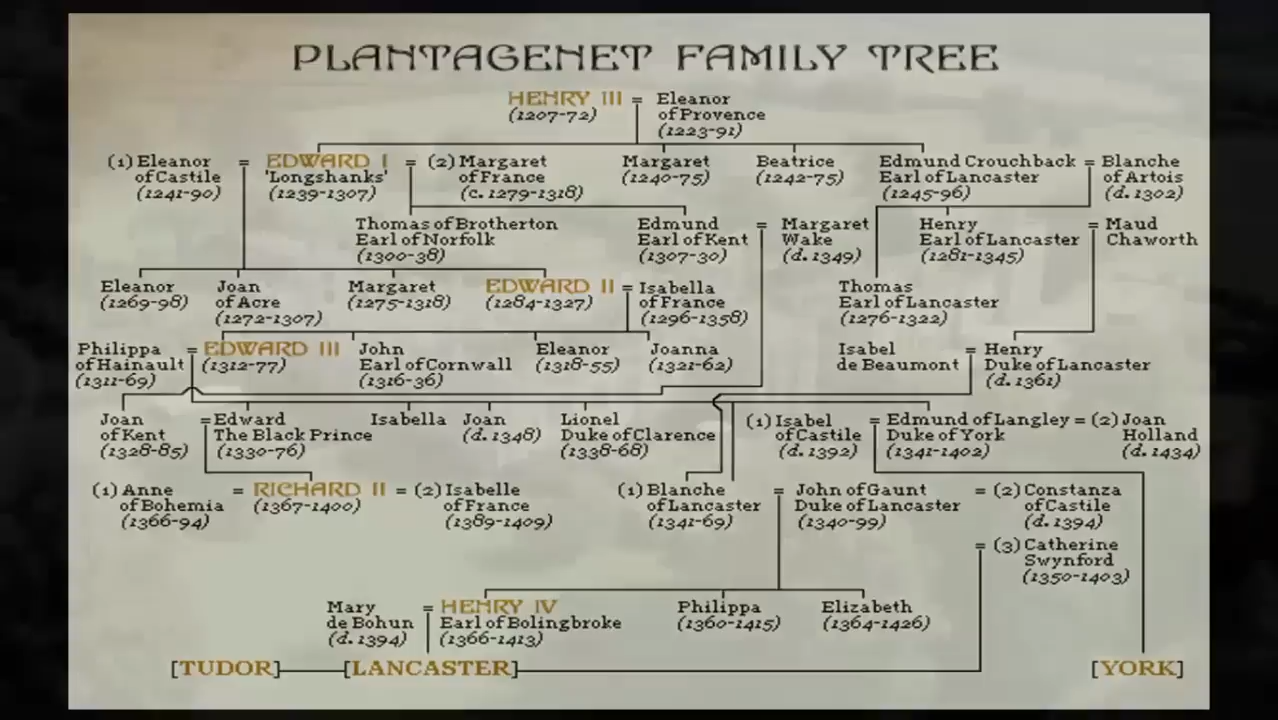 PLANTAGENET FAMILY TREE
HENRY III = Eleanor
(1207-72) of Provence
(1223-91)
(1) Eleanor = EDWARD I = (2) Margaret Margaret Beatrice Edmund Crouchback = Blanche
of Castile 'Longshanks' of France (1240-75) (1242-75) Earl of Lancaster of Artois
(1241-90) (1239-1307) (c. 1279-1318) (1245-96) (d. 1302)
Thomas of Brotherton Edmund = Margaret Henry = Maud
Earl of Norfolk Earl of Kent Wake Earl of Lancaster Chaworth
(1300-38) (1307-30) (d. 1349) (1281-1345)
Eleanor Joan Margaret EDWARD II = Isabella Thomas
(1269-98) of Acre (1275-1318) (1284-1327) of France Earl of Lancaster
(1272-1307) (1296-1358) (1276-1322)
Philippa = EDWARD III John Eleanor Joanna Isabel = Henry
of Hainault (1312-77) Earl of Cornwall (1318-55) (1321-62) de Beaumont Duke of Lancaster
(1311-69) (1316-36) (d. 1361)
Joan = Edward Isabella Joan Lionel (1) Isabel = Edmund of Langley = (2) Joan
of Kent The Black Prince (d. 1348) Duke of Clarence of Castile Duke of York Holland
(1328-85) (1330-76) (1338-68) (d. 1392) (1341-1402) (d. 1434)
(1) Anne = RICHARD II = (2) Isabelle (1) Blanche = John of Gaunt = (2) Constanza
of Bohemia (1367-1400) of France of Lancaster Duke of Lancaster of Castile
(1366-94) (1389-1409) (1341-69) (1340-99) (d. 1394)
= (3) Catherine
Swynford
(1350-1403)
Mary = HENRY IV Philippa Elizabeth
de Bohun Earl of Bolingbroke (1360-1415) (1364-1426)
(d. 1394) (1366-1413)
[TUDOR] [LANCASTER] [YORK]